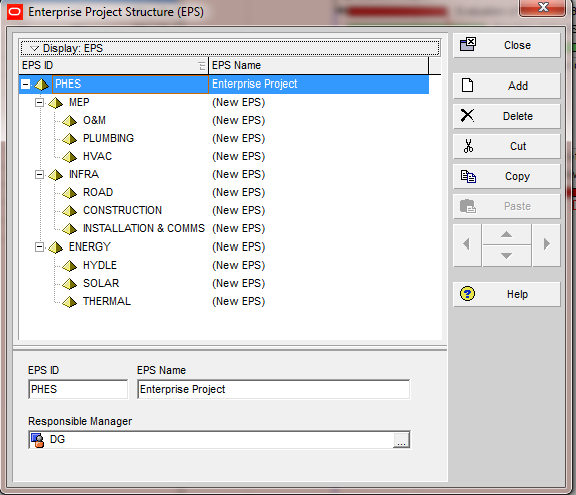 Enterprise Project Structure (EPS)
Display: EPS
EPS ID EPS Name
PHES Enterprise Project
MEP (New EPS)
O&M (New EPS)
PLUMBING (New EPS)
HVAC (New EPS)
INFRA (New EPS)
ROAD (New EPS)
CONSTRUCTION (New EPS)
INSTALLATION & COMMS (New EPS)
ENERGY (New EPS)
HYDLE (New EPS)
SOLAR (New EPS)
THERMAL (New EPS)
EPS ID EPS Name
PHES Enterprise Project
Responsible Manager
DG ...
Close
Add
Delete
Cut
Copy
Paste
Help